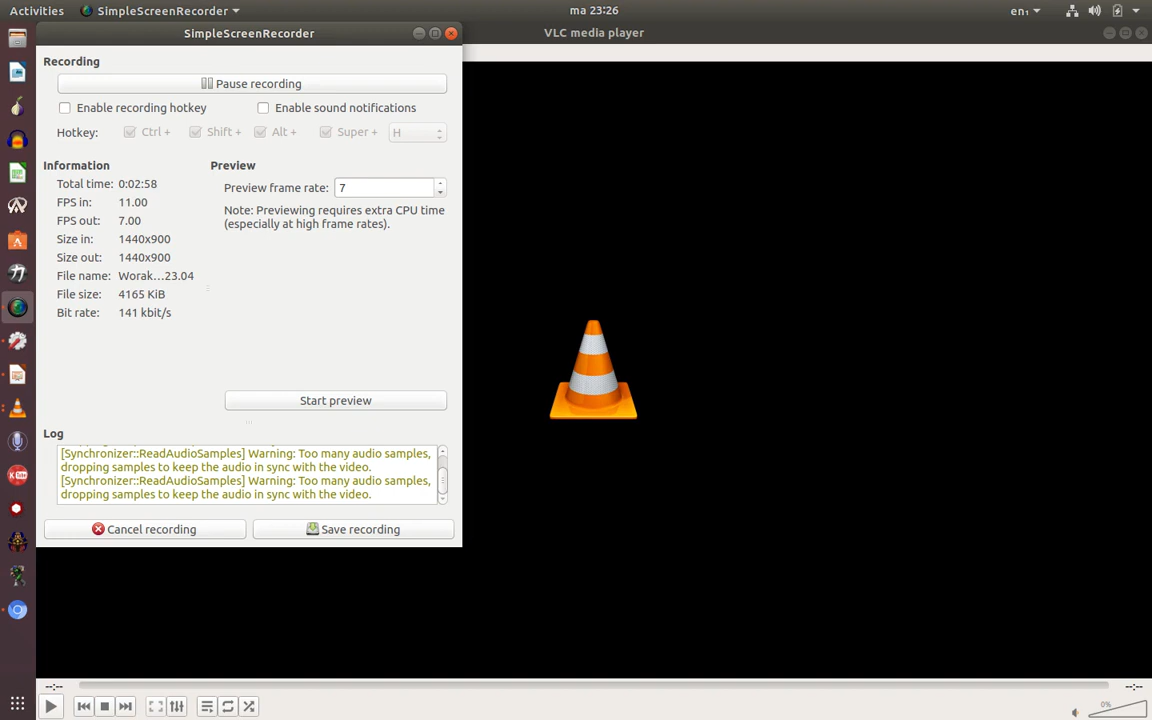 Activities SimpleScreenRecorder ma 23:26 en₁
SimpleScreenRecorder
VLC media player
Recording
Pause recording
Enable recording hotkey Enable sound notifications
Hotkey: Ctrl + Shift + Alt + Super + H
Information
Total time: 0:02:58
FPS in: 11.00
FPS out: 7.00
Size in: 1440x900
Size out: 1440x900
File name: Worak...23.04
File size: 4165 KiB
Bit rate: 141 kbit/s
Preview
Preview frame rate: 7
Note: Previewing requires extra CPU time
(especially at high frame rates).
Start preview
Log
[Synchronizer::ReadAudioSamples] Warning: Too many audio samples,
dropping samples to keep the audio in sync with the video.
[Synchronizer::ReadAudioSamples] Warning: Too many audio samples,
dropping samples to keep the audio in sync with the video.
Cancel recording Save recording
--:-- --:--
0%